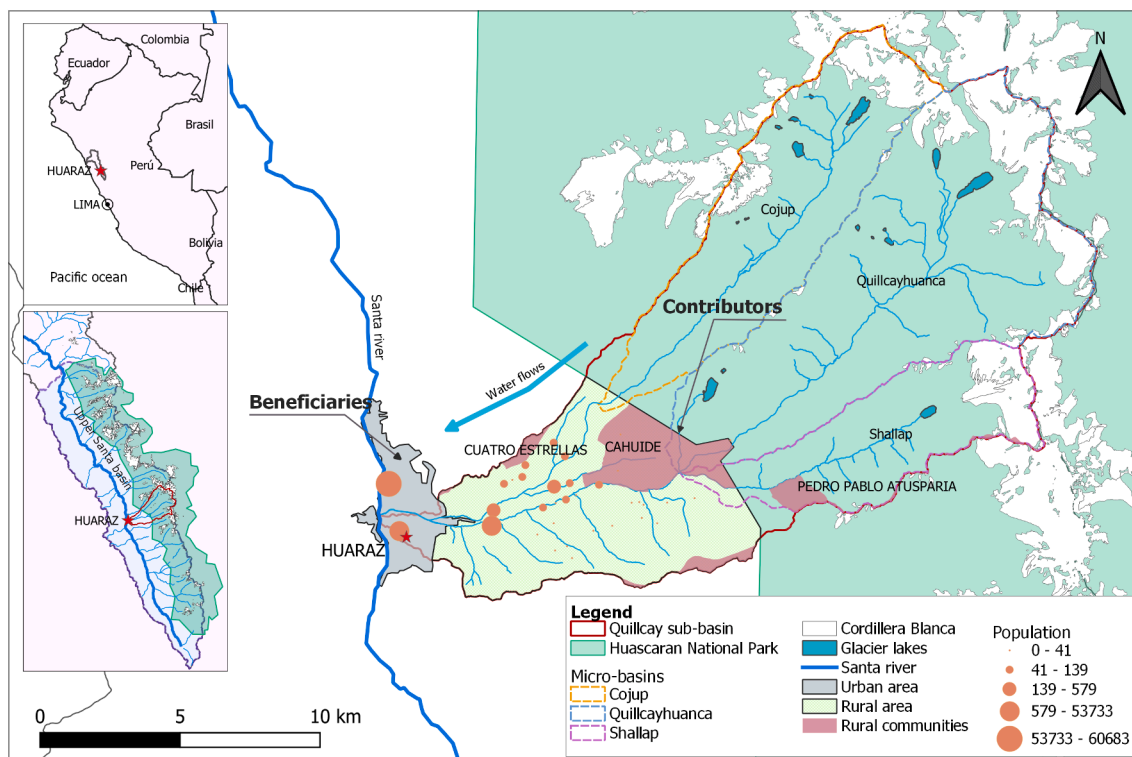 Colombia
Ecuador
Brasil
Perú
HUARAZ
LIMA
Bolivia
Pacific ocean
Chile
Upper Santa basin
HUARAZ
N
Cojup
Quillcayhuanca
Contributors
Santa river
Water flows
Beneficiaries
Shallap
CUATRO ESTRELLAS
CAHUIDE
PEDRO PABLO ATUSPARIA
HUARAZ
0 5 10 km
Legend
Quillcay sub-basin
Huascaran National Park
Micro-basins
Cojup
Quillcayhuanca
Shallap
Cordillera Blanca
Glacier lakes
Santa river
Urban area
Rural area
Rural communities
Population
0 - 41
41 - 139
139 - 579
579 - 53733
53733 - 60683